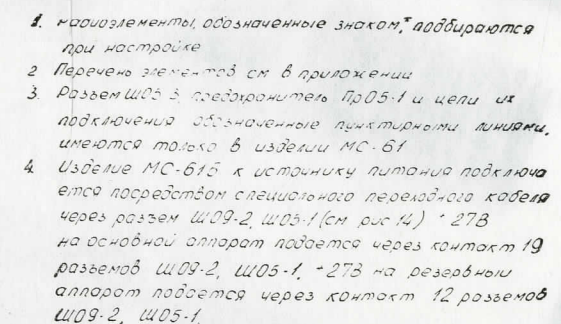 1. Радиоэлементы, обозначенные знаком,* подбираются
при настройке
2 Перечень элементов см в приложении
3. Разъем Ш05-3, предохранитель Пр05-1 и цепи их
подключения обозначенные пунктирными линиями,
имеются только в изделии МС-61
4. Изделие МС-61Б к источнику питания подключа
ется посредством специального переходного кабеля
через разъем Ш09-2, Ш05-1 (см рис 14) +27В
на основной аппарат подается через контакт 19
разъемов Ш09-2, Ш05-1. +27В на резервный
аппарат подается через контакт 12 разъемов
Ш09-2, Ш05-1.